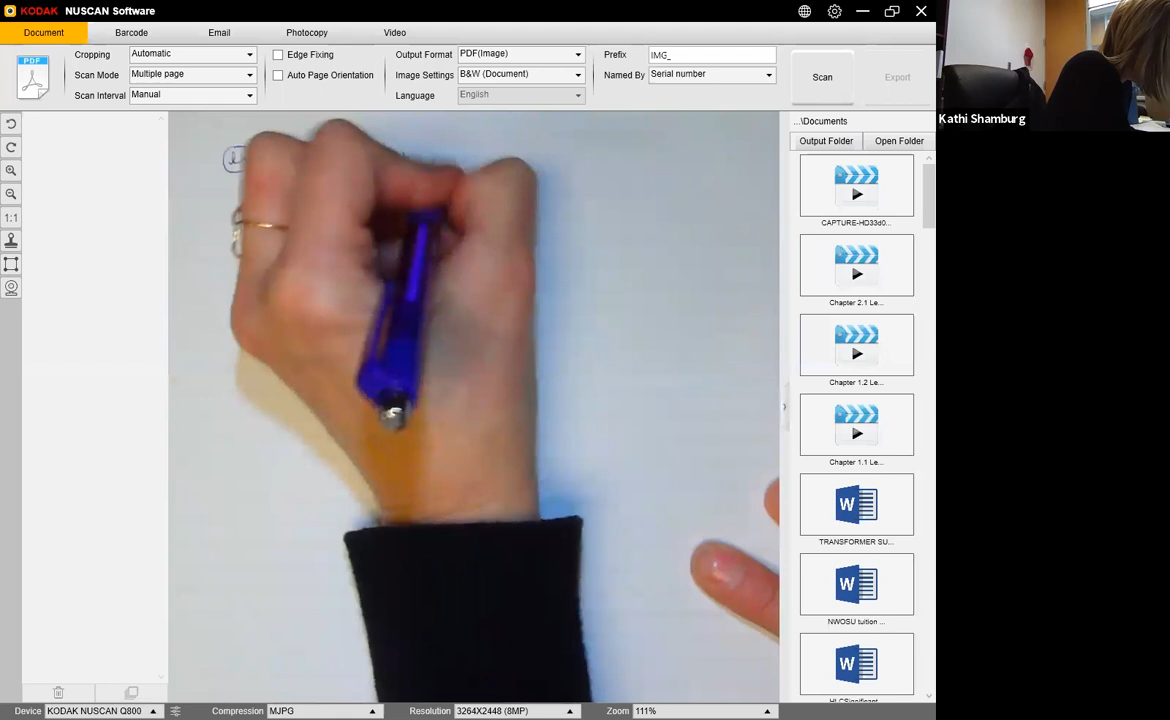 KODAK NUSCAN Software
Document
Barcode
Email
Photocopy
Video
PDF
Cropping Automatic
Scan Mode Multiple page
Scan Interval Manual
Edge Fixing
Auto Page Orientation
Output Format PDF(Image)
Image Settings B&W (Document)
Language English
Prefix IMG_
Named By Serial number
Scan
Export
1:1
...\Documents
Output Folder
Open Folder
CAPTURE-HD33d0...
Chapter 2.1 Le...
Chapter 1.2 Le...
Chapter 1.1 Le...
W
TRANSFORMER SU...
W
NWOSU tuition ...
W
Kathi Shamburg
Device KODAK NUSCAN Q800
Compression MJPG
Resolution 3264X2448 (8MP)
Zoom 111%